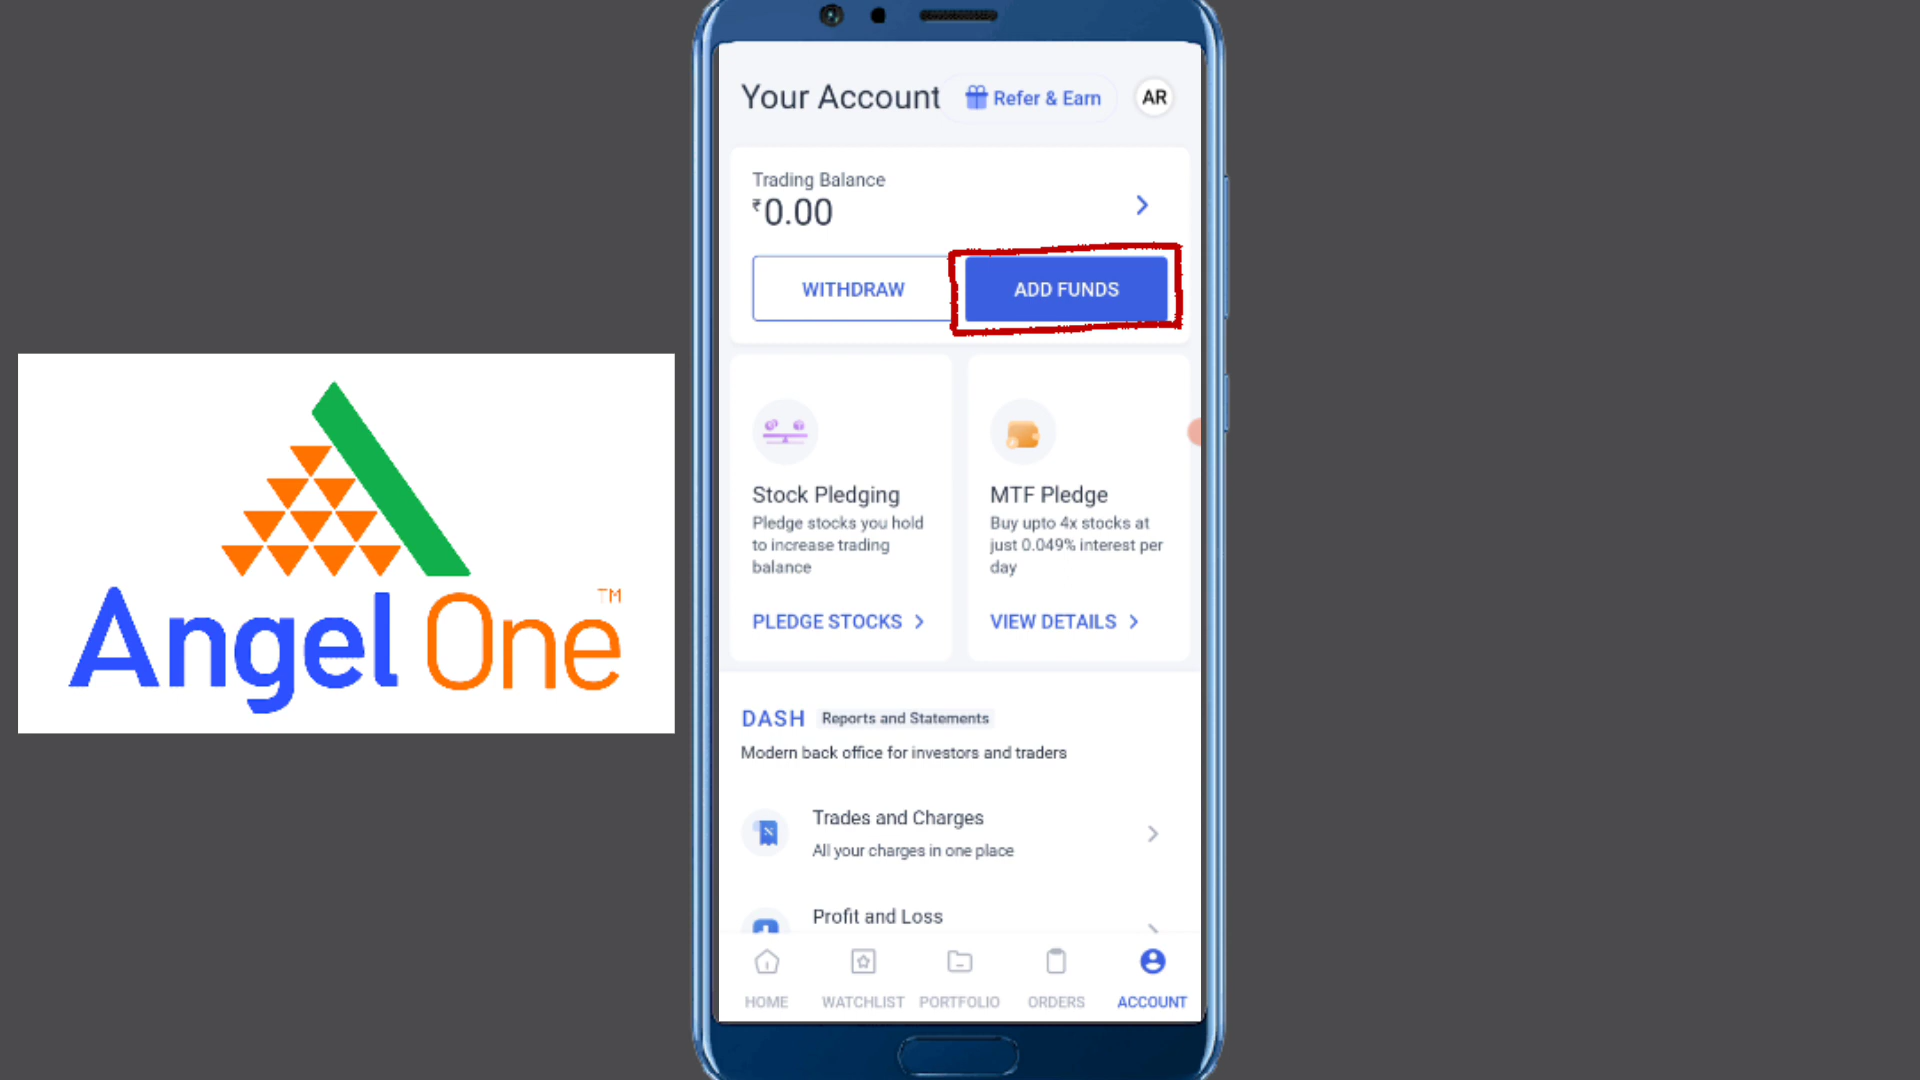 Your Account
Refer & Earn
AR
Trading Balance
₹0.00
WITHDRAW
ADD FUNDS
Stock Pledging
Pledge stocks you hold
to increase trading
balance
PLEDGE STOCKS >
MTF Pledge
Buy upto 4x stocks at
just 0.049% interest per
day
VIEW DETAILS >
Angel One TM
DASH Reports and Statements
Modern back office for investors and traders
Trades and Charges
All your charges in one place
Profit and Loss
HOME
WATCHLIST
PORTFOLIO
ORDERS
ACCOUNT